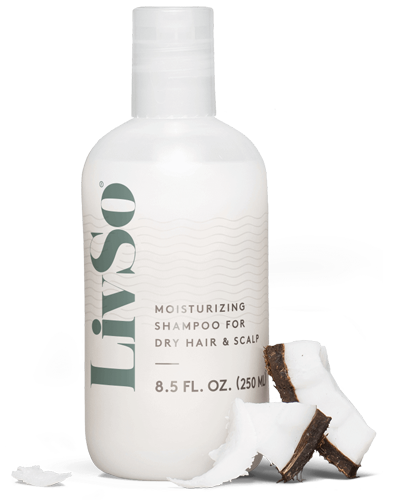 LivSo®
MOISTURIZING
SHAMPOO FOR
DRY HAIR & SCALP
8.5 FL. OZ. (250 ML